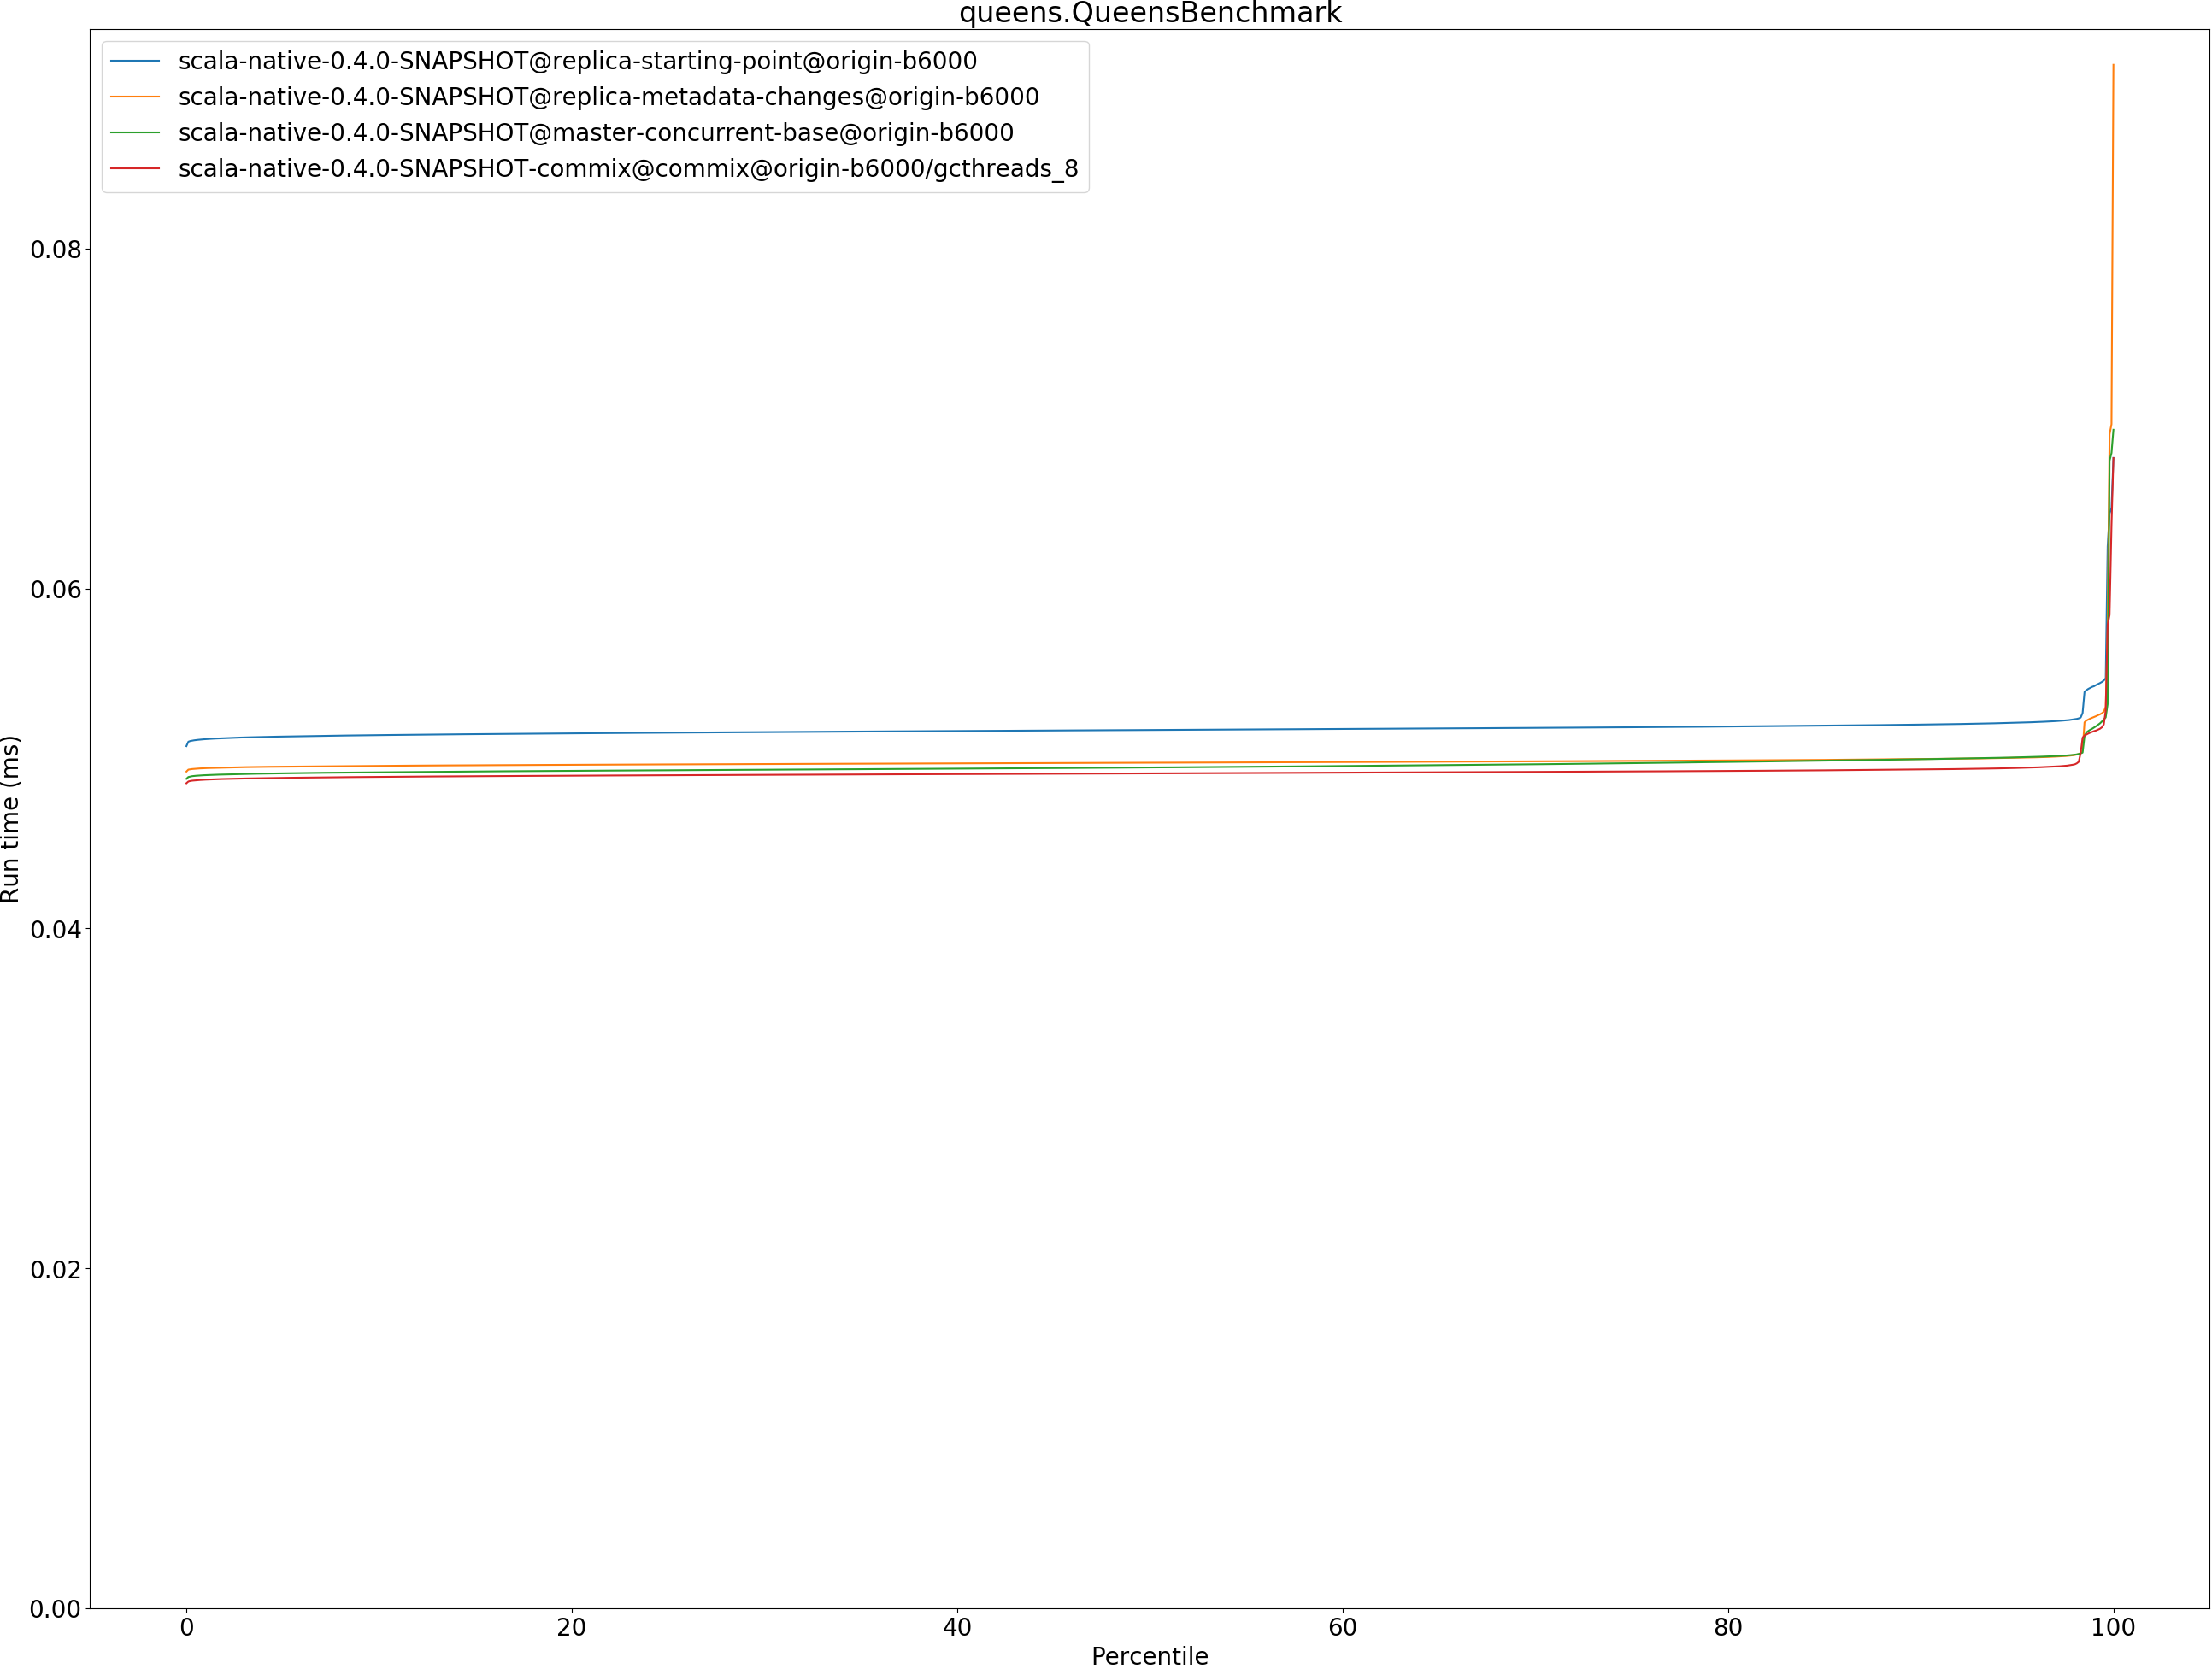 queens.QueensBenchmark
scala-native-0.4.0-SNAPSHOT@replica-starting-point@origin-b6000
scala-native-0.4.0-SNAPSHOT@replica-metadata-changes@origin-b6000
scala-native-0.4.0-SNAPSHOT@master-concurrent-base@origin-b6000
scala-native-0.4.0-SNAPSHOT-commix@commix@origin-b6000/gcthreads_8
0.08
0.06
0.04
0.02
0.00
Run time (ms)
0 20 40 60 80 100
Percentile